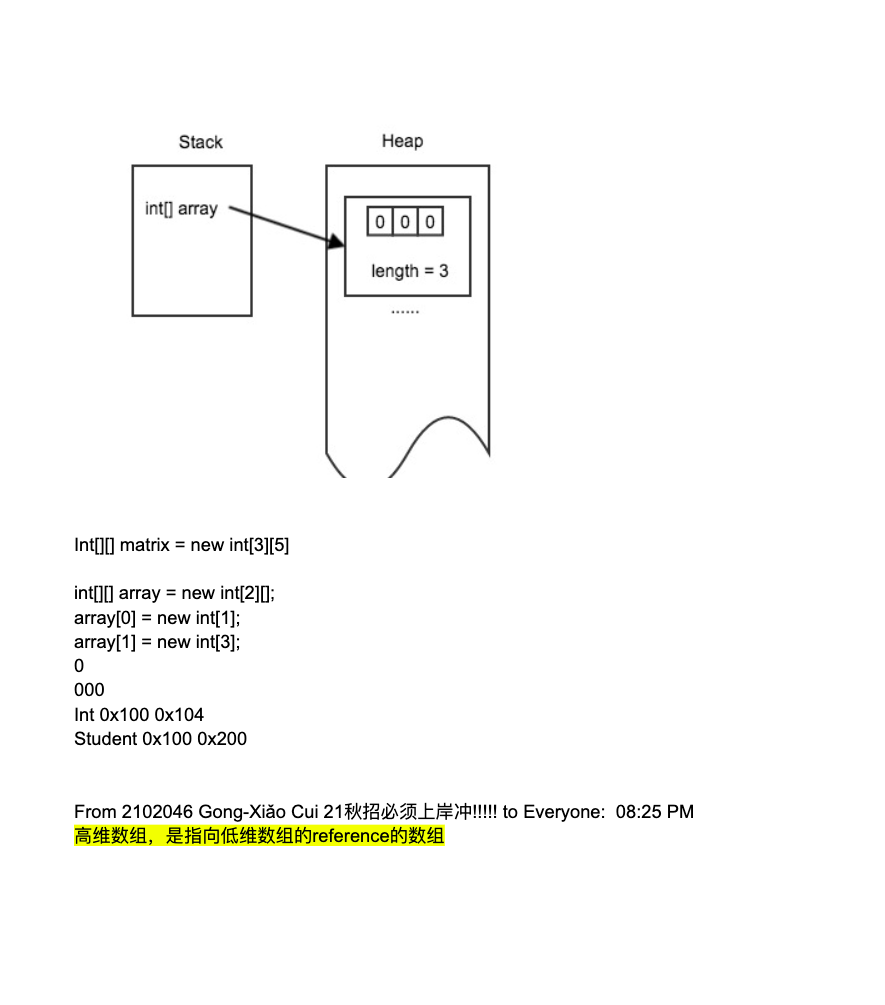 Stack
Heap
int[] array
0 0 0
length = 3
......
Int[][] matrix = new int[3][5]
int[][] array = new int[2][];
array[0] = new int[1];
array[1] = new int[3];
0
000
Int 0x100 0x104
Student 0x100 0x200
From 2102046 Gong-Xiǎo Cui 21秋招必须上岸冲!!!!! to Everyone:  08:25 PM
高维数组，是指向低维数组的reference的数组